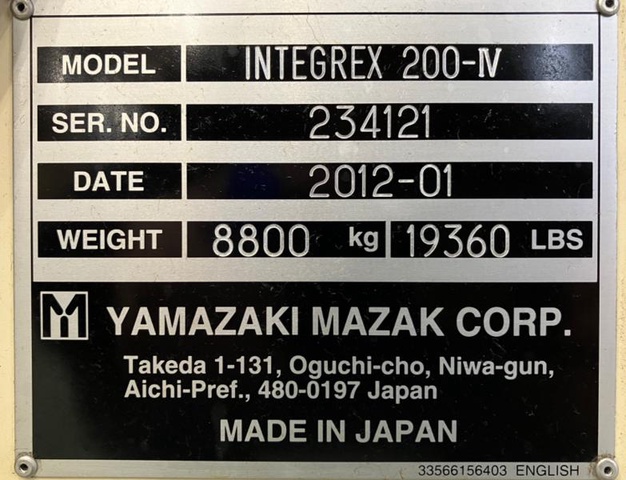 MODEL INTEGREX 200-IV
SER. NO. 234121
DATE 2012-01
WEIGHT 8800 kg 19360 LBS
YAMAZAKI MAZAK CORP.
Takeda 1-131, Oguchi-cho, Niwa-gun,
Aichi-Pref., 480-0197 Japan
MADE IN JAPAN
33566156403 ENGLISH